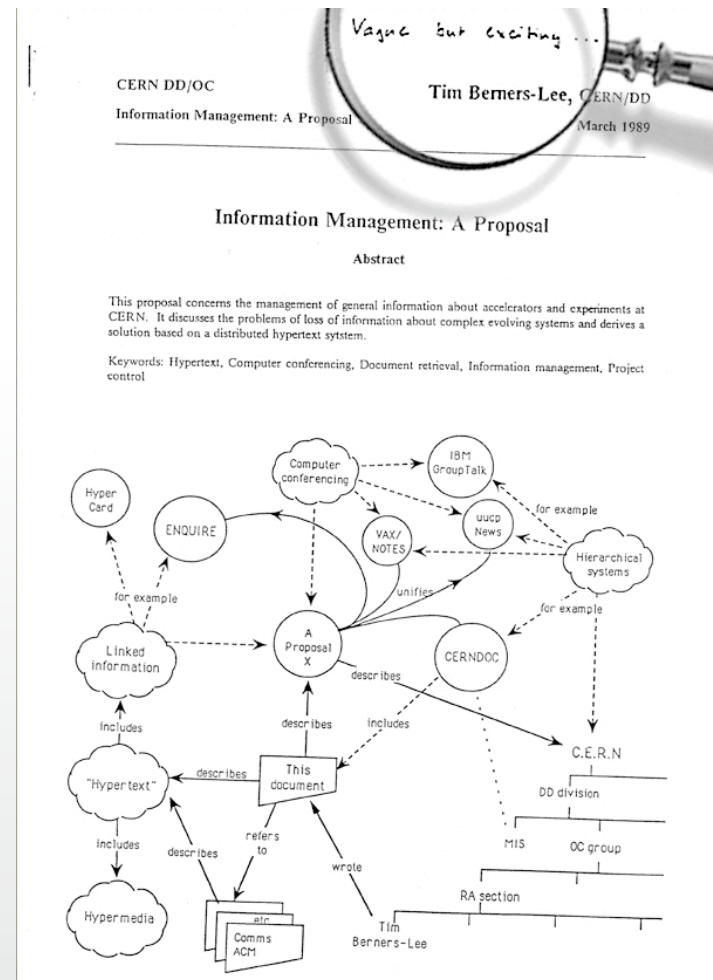 Vague but exciting ...
CERN DD/OC
Tim Berners-Lee, CERN/DD
Information Management: A Proposal
March 1989
Information Management: A Proposal
Abstract
This proposal concerns the management of general information about accelerators and experiments at
CERN. It discusses the problems of loss of information about complex evolving systems and derives a
solution based on a distributed hypertext sytstem.
Keywords: Hypertext, Computer conferencing, Document retrieval, Information management, Project
control
IBM
GroupTalk
Computer
conferencing
Hyper
Card
ENQUIRE
VAX/
NOTES
uucp
News
for example
Hierarchical
systems
for example
unifies
for example
Linked
information
A
Proposal
X
CERNDOC
describes
includes
describes
includes
C.E.R.N
This
document
describes
"Hypertext"
DD division
includes
describes
refers
to
MIS
OC group
wrote
RA section
Hypermedia
etc
Comms
ACM
Tim
Berners-Lee